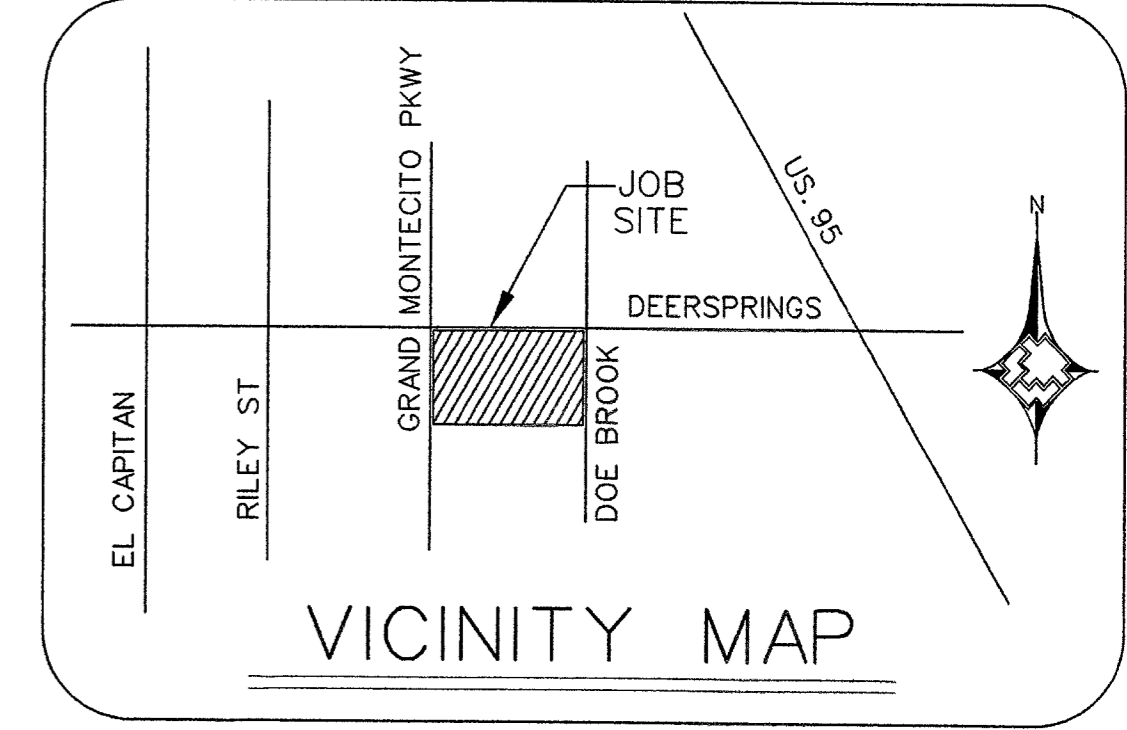 GRAND MONTECITO PKWY
JOB
SITE
US. 95
N
DEERSPRINGS
EL CAPITAN
RILEY ST
DOE BROOK
VICINITY MAP